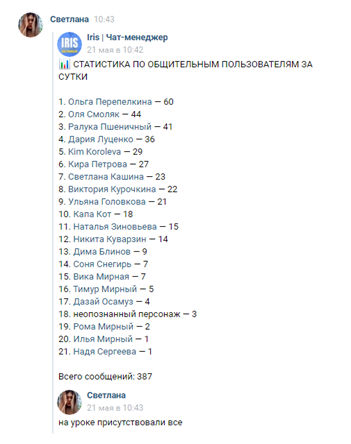 Светлана 10:43
IRIS
Iris | Чат-менеджер
21 мая в 10:42
📊 СТАТИСТИКА ПО ОБЩИТЕЛЬНЫМ ПОЛЬЗОВАТЕЛЯМ ЗА
СУТКИ
1. Ольга Перепелкина — 60
2. Оля Смоляк — 44
3. Ралука Пшеничный — 41
4. Дария Луценко — 36
5. Kim Koroleva — 29
6. Кира Петрова — 27
7. Светлана Кашина — 23
8. Виктория Курочкина — 22
9. Ульяна Головкова — 21
10. Капа Кот — 18
11. Наталья Зиновьева — 15
12. Никита Куварзин — 14
13. Дима Блинов — 9
14. Соня Снегирь — 7
15. Вика Мирная — 7
16. Тимур Мирный — 5
17. Дазай Осамуз — 4
18. неопознанный персонаж — 3
19. Рома Мирный — 2
20. Илья Мирный — 1
21. Надя Сергеева — 1
Всего сообщений: 387
Светлана
21 мая в 10:43
на уроке присутствовали все